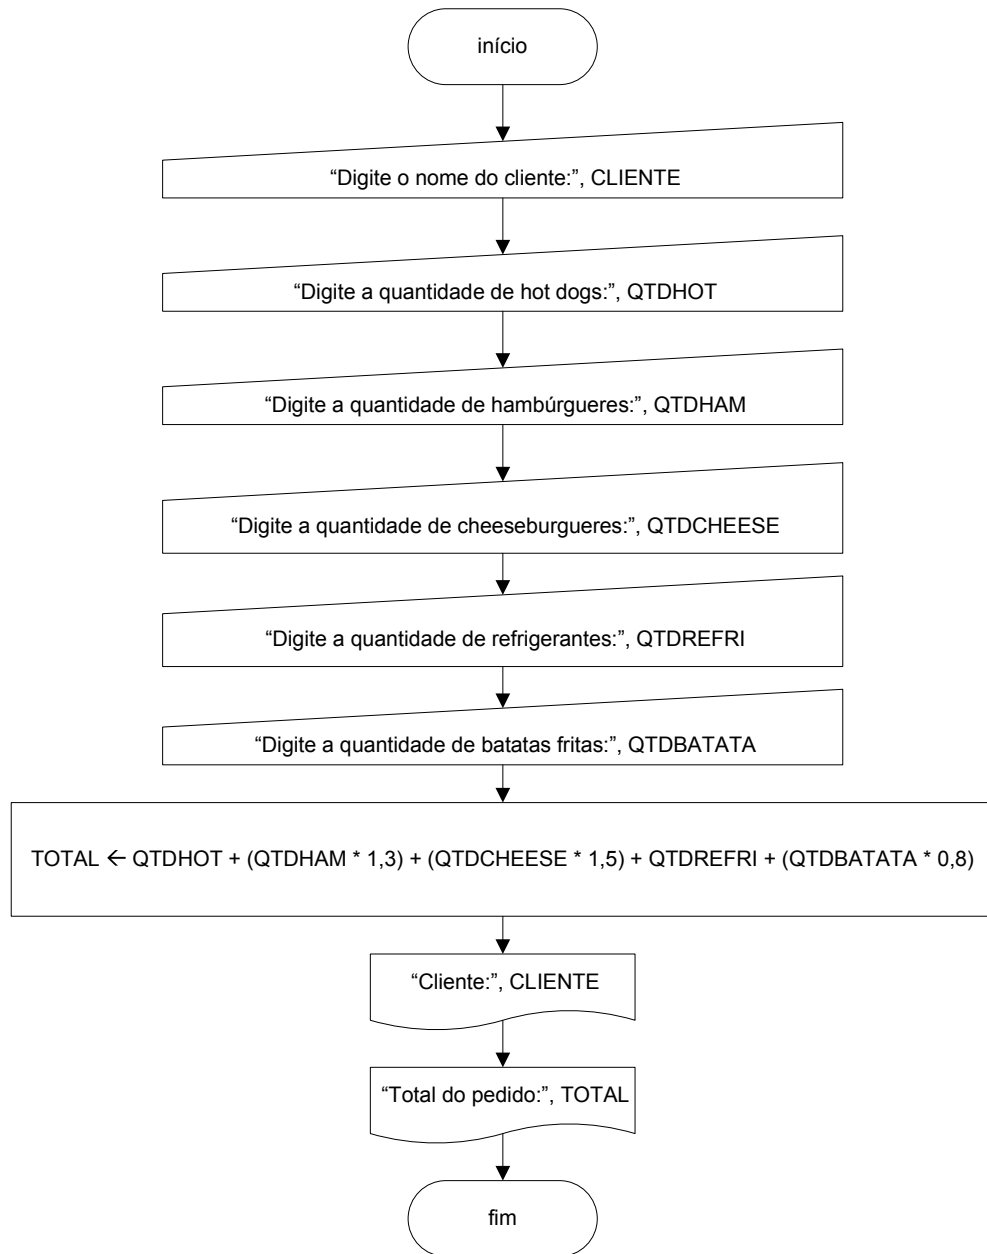 início
“Digite o nome do cliente:”, CLIENTE
“Digite a quantidade de hot dogs:”, QTDHOT
“Digite a quantidade de hambúrgueres:”, QTDHAM
“Digite a quantidade de cheeseburgueres:”, QTDCHEESE
“Digite a quantidade de refrigerantes:”, QTDREFRI
“Digite a quantidade de batatas fritas:”, QTDBATATA
TOTAL ← QTDHOT + (QTDHAM * 1,3) + (QTDCHEESE * 1,5) + QTDREFRI + (QTDBATATA * 0,8)
“Cliente:”, CLIENTE
“Total do pedido:”, TOTAL
fim